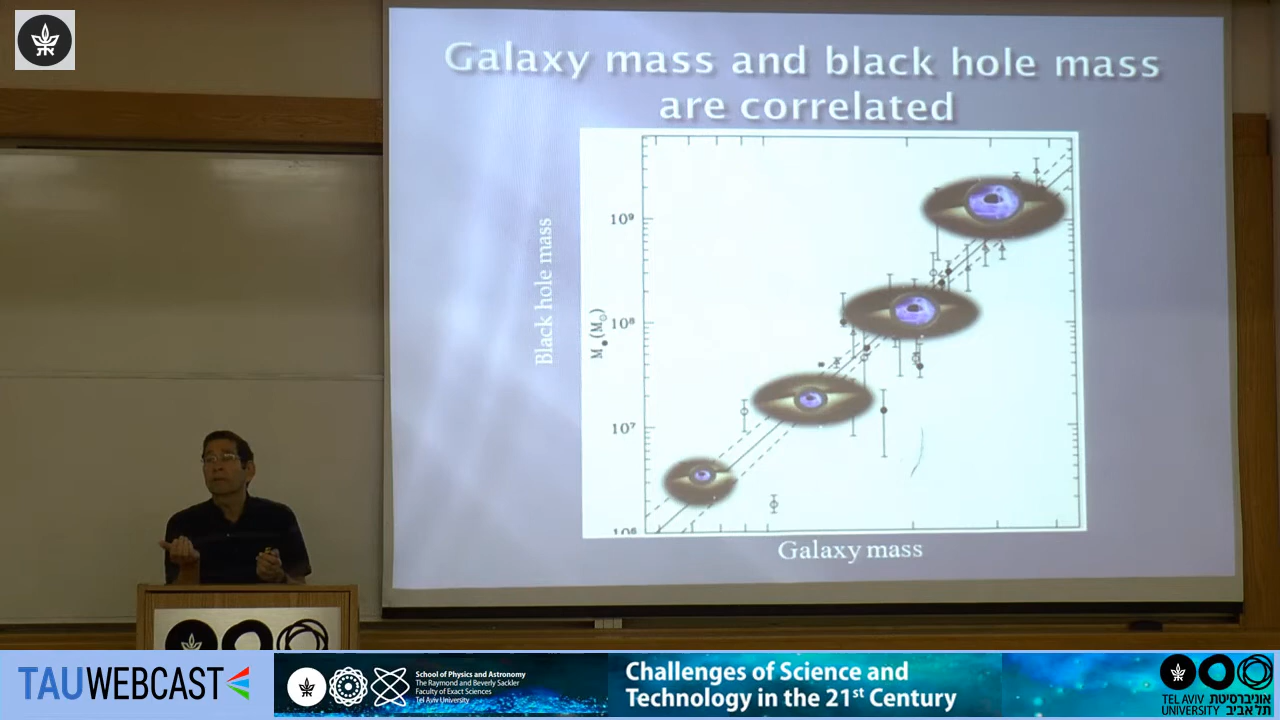 Galaxy mass and black hole mass
are correlated
Black hole mass
M●(M☉)
10⁹
10⁸
10⁷
10⁶
Galaxy mass
TAUWEBCAST
School of Physics and Astronomy
The Raymond and Beverly Sackler
Faculty of Exact Sciences
Tel Aviv University
Challenges of Science and
Technology in the 21st Century
TEL AVIV אוניברסיטת
UNIVERSITY תל אביב